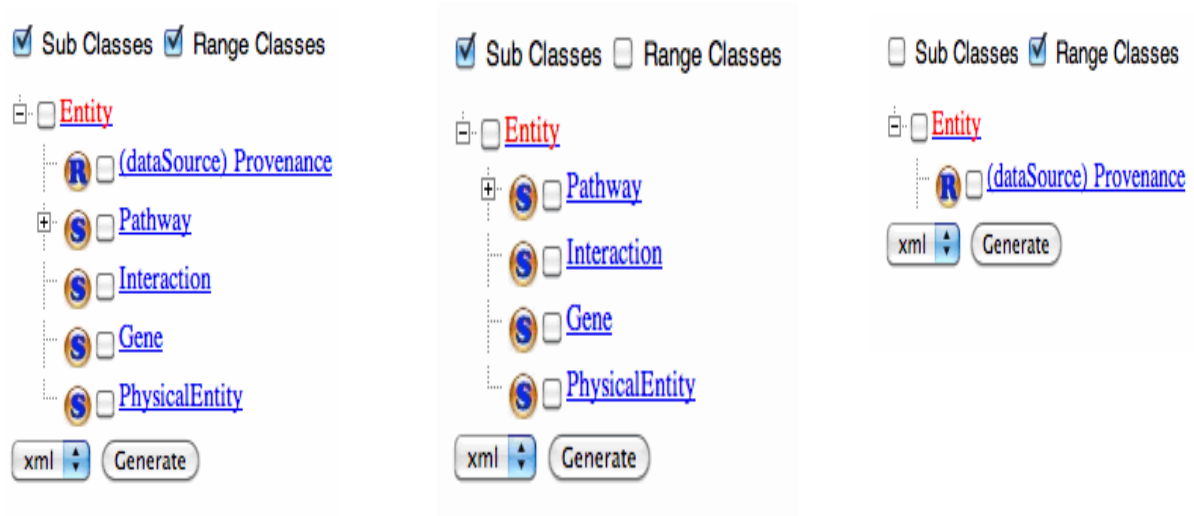 Sub Classes Range Classes
Entity
R (dataSource) Provenance
S Pathway
S Interaction
S Gene
S PhysicalEntity
xml Generate
Sub Classes Range Classes
Entity
S Pathway
S Interaction
S Gene
S PhysicalEntity
xml Generate
Sub Classes Range Classes
Entity
R (dataSource) Provenance
xml Generate